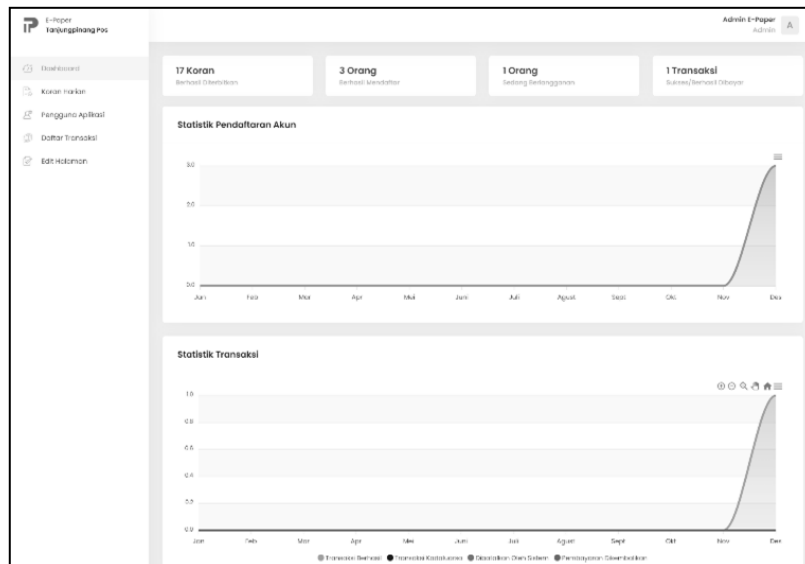 E-Paper
Tanjungpinang Pos
Admin E-Paper
Admin
A
Dashboard
Koran Harian
Pengguna Aplikasi
Daftar Transaksi
Edit Halaman
17 Koran
Berhasil Diterbitkan
3 Orang
Berhasil Mendaftar
1 Orang
Sedang Berlangganan
1 Transaksi
Sukses/Berhasil Dibayar
Statistik Pendaftaran Akun
3.0
2.0
1.0
0.0
Jan Feb Mar Apr Mei Juni Juli Agust Sept Okt Nov Des
Statistik Transaksi
1.0
0.8
0.6
0.4
0.2
0.0
Jan Feb Mar Apr Mei Juni Juli Agust Sept Okt Nov Des
Transaksi Berhasil Transaksi Kadaluarsa Dibatalkan Oleh Sistem Pembayaran Dikembalikan